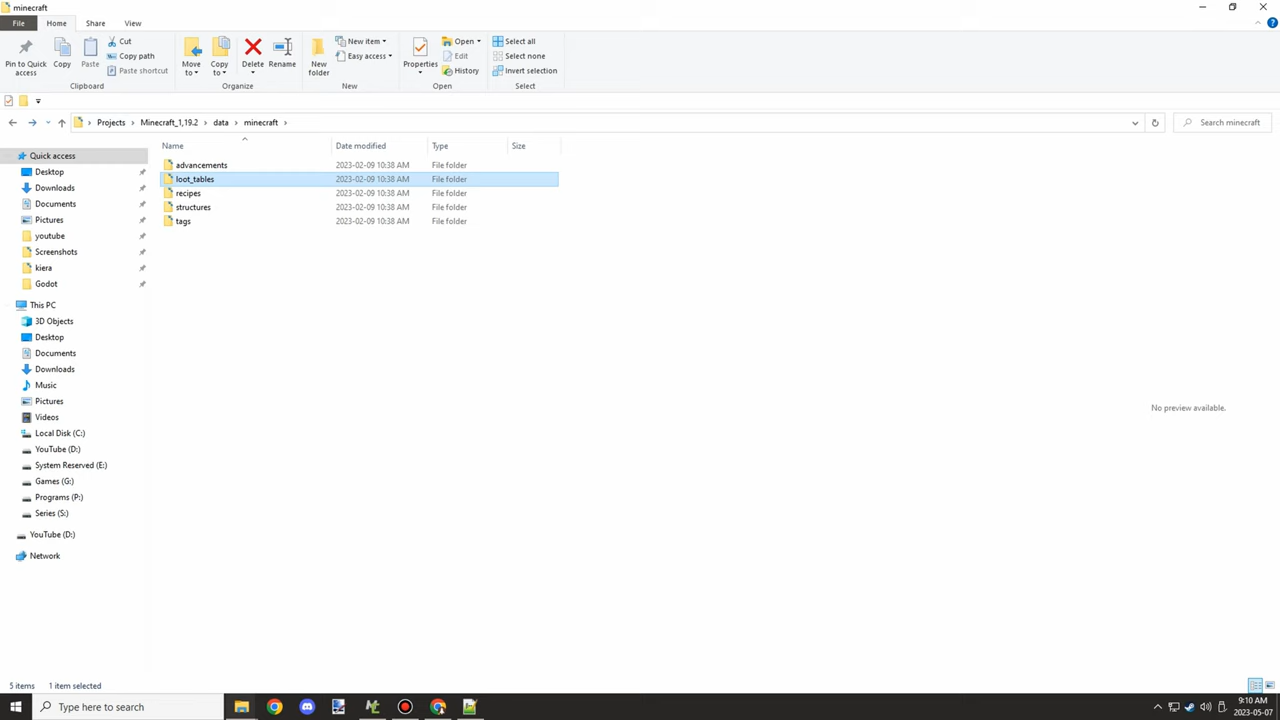 minecraft
File Home Share View
Pin to Quick access
Copy
Paste
Cut
Copy path
Paste shortcut
Clipboard
Move to
Copy to
Delete
Rename
Organize
New folder
New item
Easy access
New
Properties
Open
Edit
History
Open
Select all
Select none
Invert selection
Select
Projects > Minecraft_1,19.2 > data > minecraft >
Search minecraft
Name Date modified Type Size
advancements 2023-02-09 10:38 AM File folder
loot_tables 2023-02-09 10:38 AM File folder
recipes 2023-02-09 10:38 AM File folder
structures 2023-02-09 10:38 AM File folder
tags 2023-02-09 10:38 AM File folder
Quick access
Desktop
Downloads
Documents
Pictures
youtube
Screenshots
kiera
Godot
This PC
3D Objects
Desktop
Documents
Downloads
Music
Pictures
Videos
Local Disk (C:)
YouTube (D:)
System Reserved (E:)
Games (G:)
Programs (P:)
Series (S:)
YouTube (D:)
Network
No preview available.
5 items 1 item selected
Type here to search
9:10 AM
2023-05-07